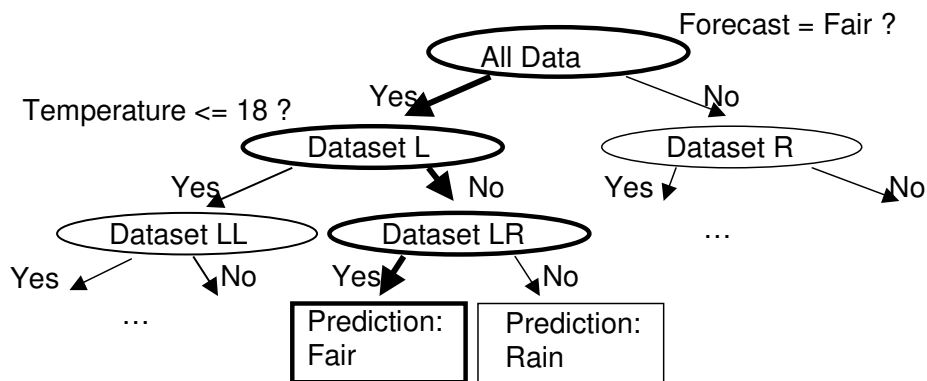 Forecast = Fair ?
All Data
Yes
No
Temperature <= 18 ?
Dataset L
Dataset R
Yes
No
Yes
No
Dataset LL
Dataset LR
...
Yes
No
Yes
No
...
Prediction:
Fair
Prediction:
Rain